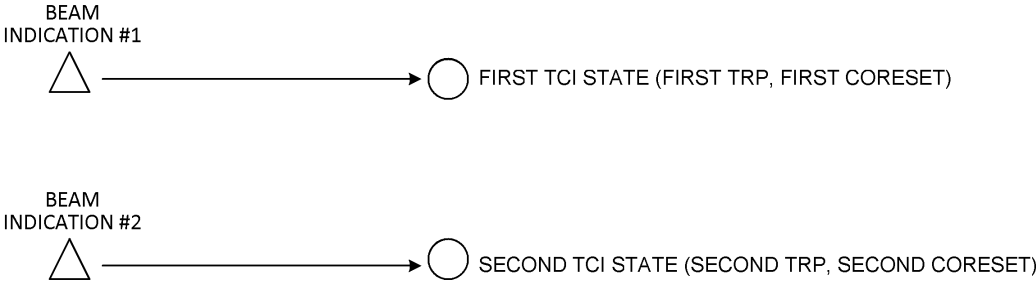 BEAM
INDICATION #1
FIRST TCI STATE (FIRST TRP, FIRST CORESET)
BEAM
INDICATION #2
SECOND TCI STATE (SECOND TRP, SECOND CORESET)